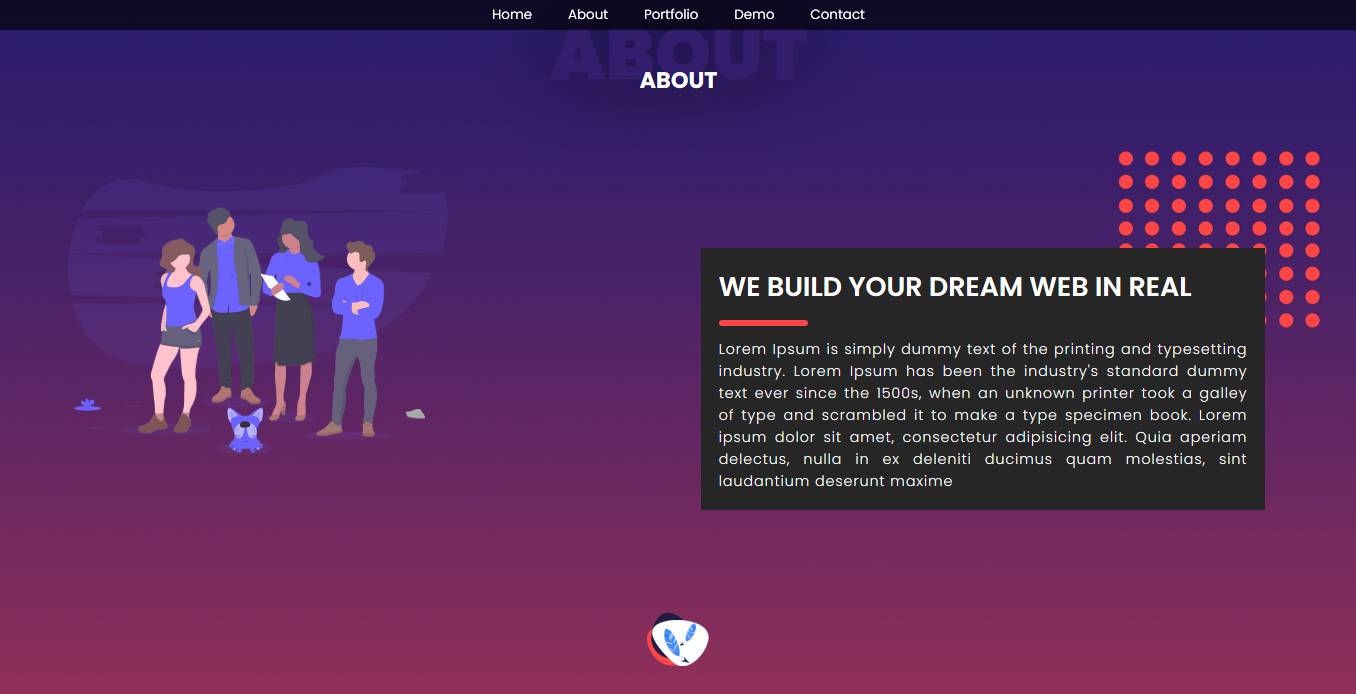 Home About Portfolio Demo Contact
ABOUT
ABOUT
WE BUILD YOUR DREAM WEB IN REAL
Lorem Ipsum is simply dummy text of the printing and typesetting
industry. Lorem Ipsum has been the industry's standard dummy
text ever since the 1500s, when an unknown printer took a galley
of type and scrambled it to make a type specimen book. Lorem
ipsum dolor sit amet, consectetur adipisicing elit. Quia aperiam
delectus, nulla in ex deleniti ducimus quam molestias, sint
laudantium deserunt maxime